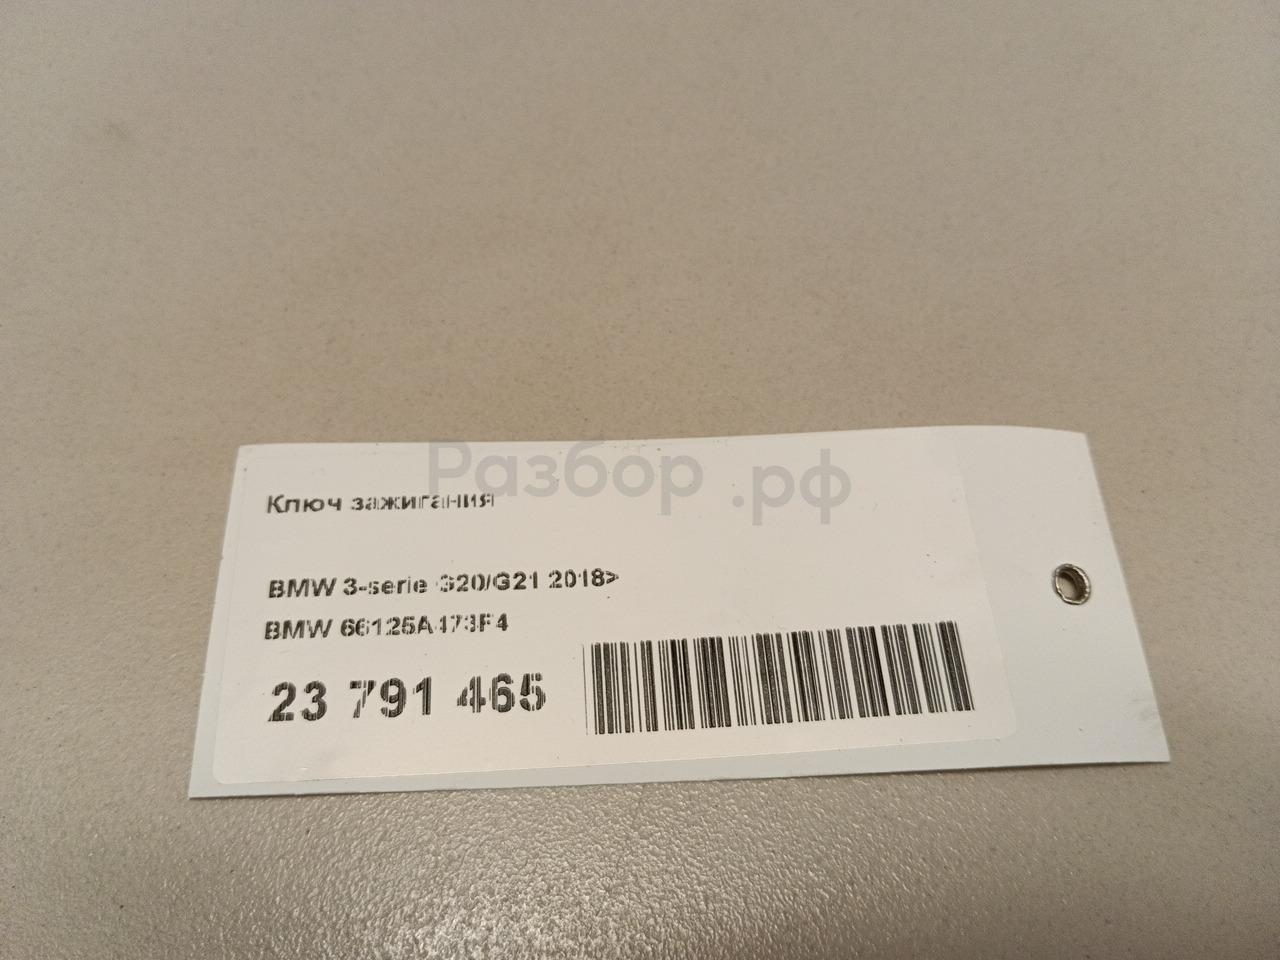 Разбор.рф
Ключ зажигания
BMW 3-serie G20/G21 2018>
BMW 66125A473F4
23 791 465